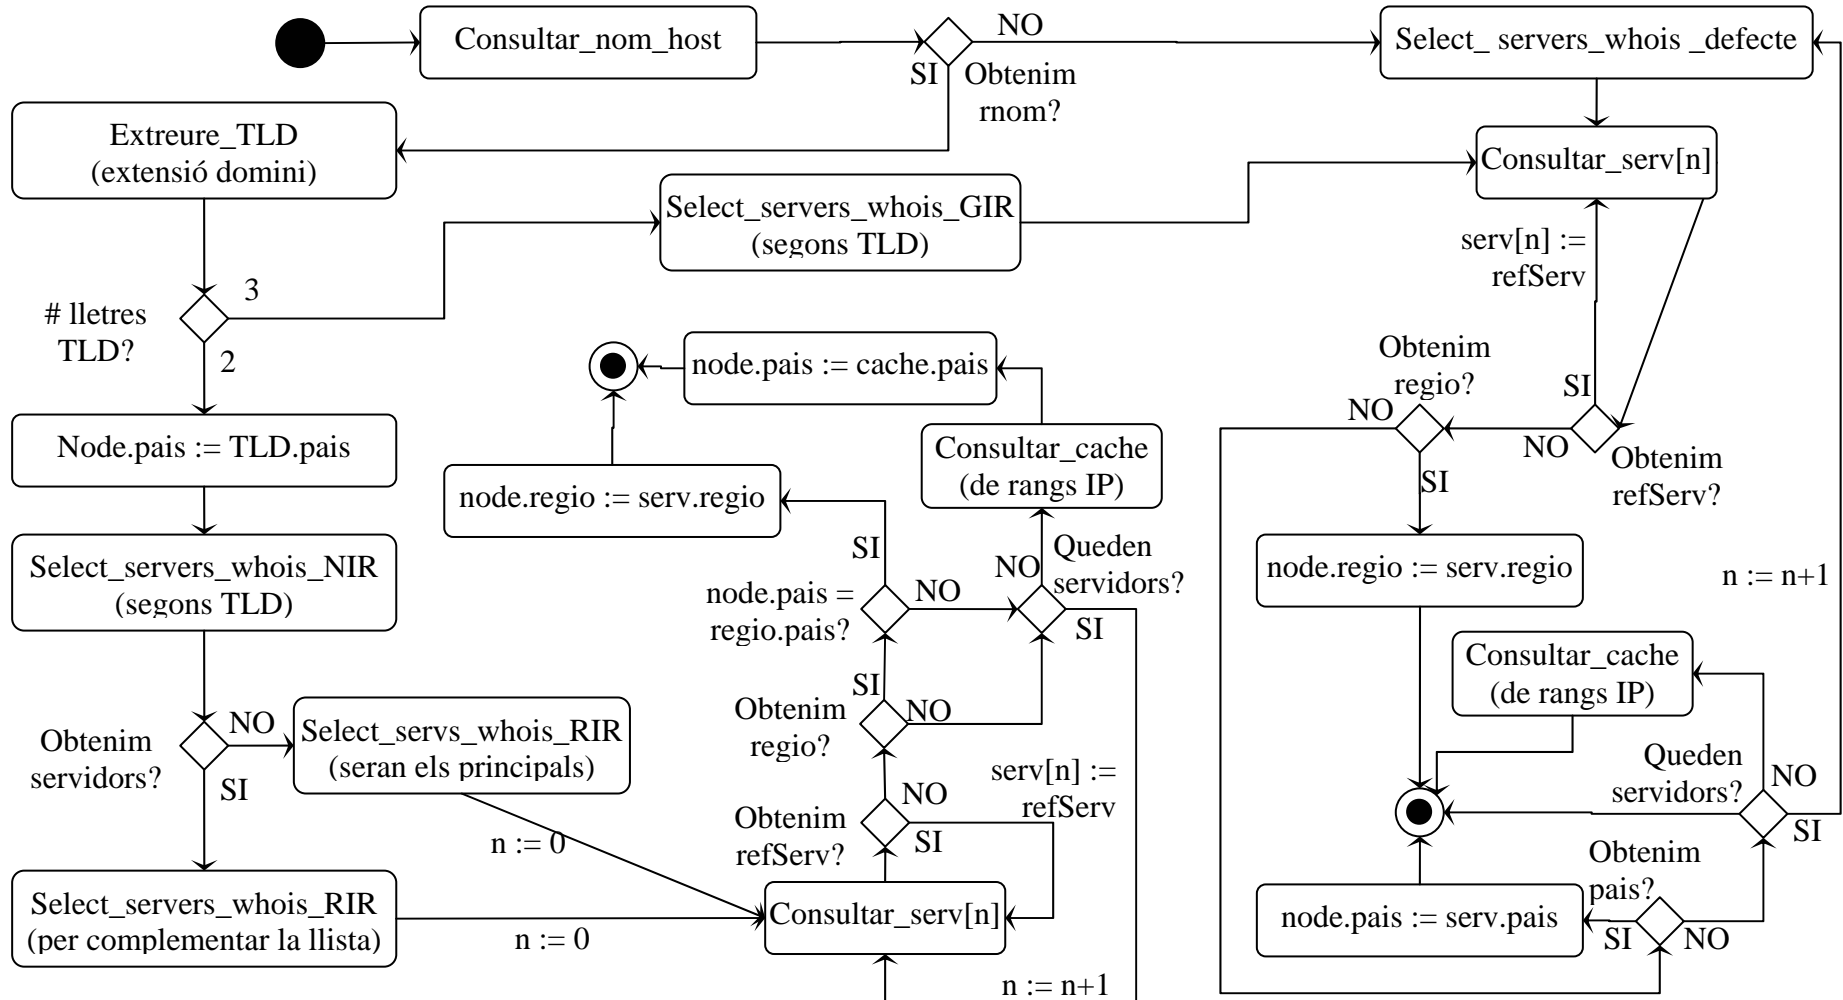 Consultar_nom_host
NO
SI
Obtenim
rnom?
Select_ servers_whois _defecte
Extreure_TLD
(extensió domini)
Consultar_serv[n]
Select_servers_whois_GIR
(segons TLD)
serv[n] :=
refServ
# lletres
TLD?
3
2
node.pais := cache.pais
Obtenim
regio?
NO
SI
SI
NO
Obtenim
refServ?
Node.pais := TLD.pais
Consultar_cache
(de rangs IP)
node.regio := serv.regio
Select_servers_whois_NIR
(segons TLD)
SI
node.pais =
regio.pais?
NO
NO
Queden
servidors?
SI
node.regio := serv.regio
n := n+1
Consultar_cache
(de rangs IP)
SI
Obtenim
regio?
NO
Obtenim
servidors?
NO
SI
Select_servs_whois_RIR
(seran els principals)
serv[n] :=
refServ
Queden
servidors?
NO
SI
n := 0
Obtenim
refServ?
NO
SI
Obtenim
pais?
SI
NO
Select_servers_whois_RIR
(per complementar la llista)
n := 0
Consultar_serv[n]
node.pais := serv.pais
n := n+1